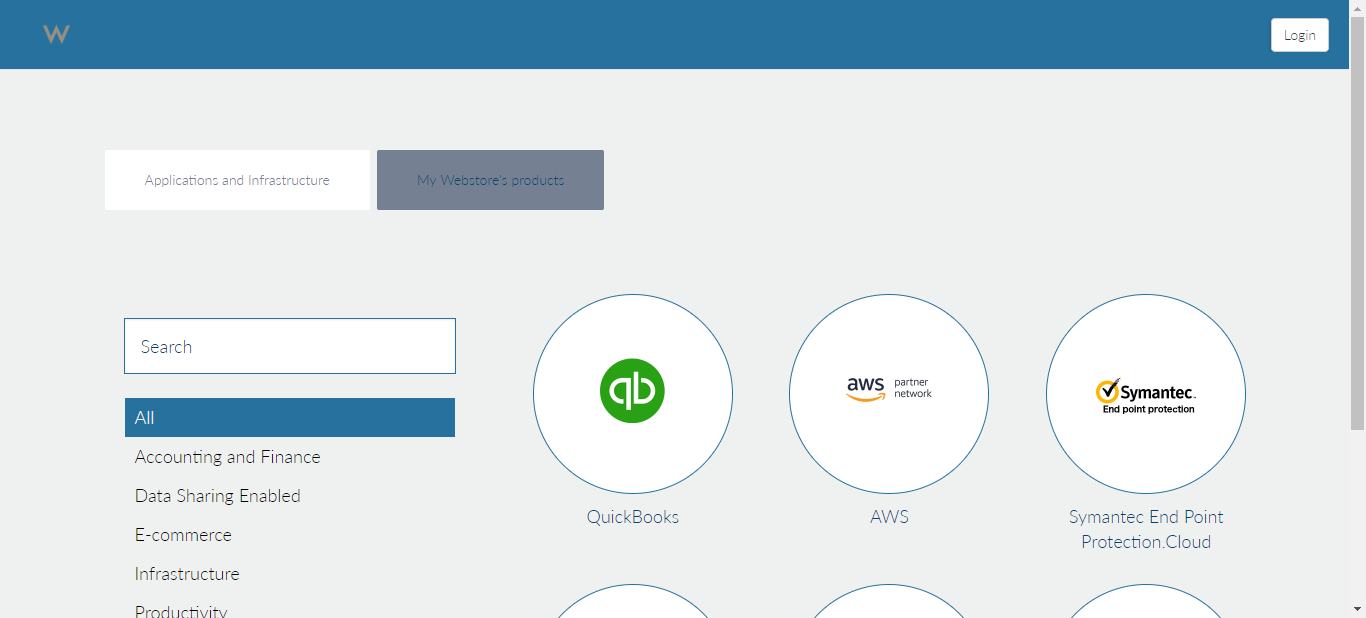 W
Login
Applications and Infrastructure
My Webstore's products
Search
All
Accounting and Finance
Data Sharing Enabled
E-commerce
Infrastructure
Productivity
qb
QuickBooks
aws partner
network
AWS
Symantec.
End point protection
Symantec End Point
Protection.Cloud